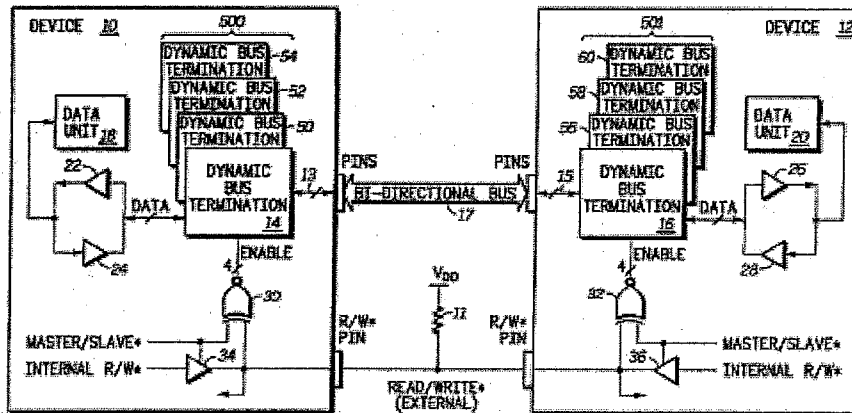 500
DEVICE 10
DYNAMIC BUS TERMINATION 54
DYNAMIC BUS TERMINATION 52
DYNAMIC BUS TERMINATION 50
DATA UNIT 18
22
24
DATA
DYNAMIC BUS TERMINATION 14
13
PINS
BI-DIRECTIONAL BUS
17
4
ENABLE
30
MASTER/SLAVE*
INTERNAL R/W*
34
R/W* PIN
VDD
11
READ/WRITE* (EXTERNAL)
501
DEVICE 12
60 DYNAMIC BUS TERMINATION
58 DYNAMIC BUS TERMINATION
56 DYNAMIC BUS TERMINATION
DATA UNIT 20
PINS
15
DYNAMIC BUS TERMINATION 16
DATA
26
28
4
ENABLE
32
R/W* PIN
MASTER/SLAVE*
36
INTERNAL R/W*